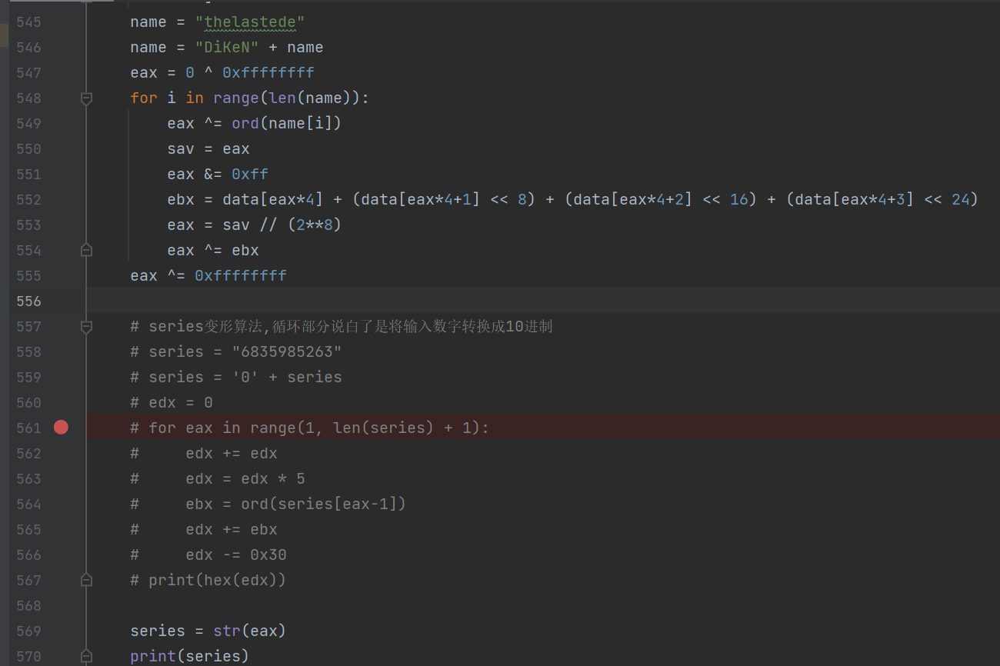 545 name = "thelastede"
546 name = "DiKeN" + name
547 eax = 0 ^ 0xffffffff
548 for i in range(len(name)):
549 eax ^= ord(name[i])
550 sav = eax
551 eax &= 0xff
552 ebx = data[eax*4] + (data[eax*4+1] << 8) + (data[eax*4+2] << 16) + (data[eax*4+3] << 24)
553 eax = sav // (2**8)
554 eax ^= ebx
555 eax ^= 0xffffffff
556
557 # series变形算法,循环部分说白了是将输入数字转换成10进制
558 # series = "6835985263"
559 # series = '0' + series
560 # edx = 0
561 # for eax in range(1, len(series) + 1):
562 # edx += edx
563 # edx = edx * 5
564 # ebx = ord(series[eax-1])
565 # edx += ebx
566 # edx -= 0x30
567 # print(hex(edx))
568
569 series = str(eax)
570 print(series)